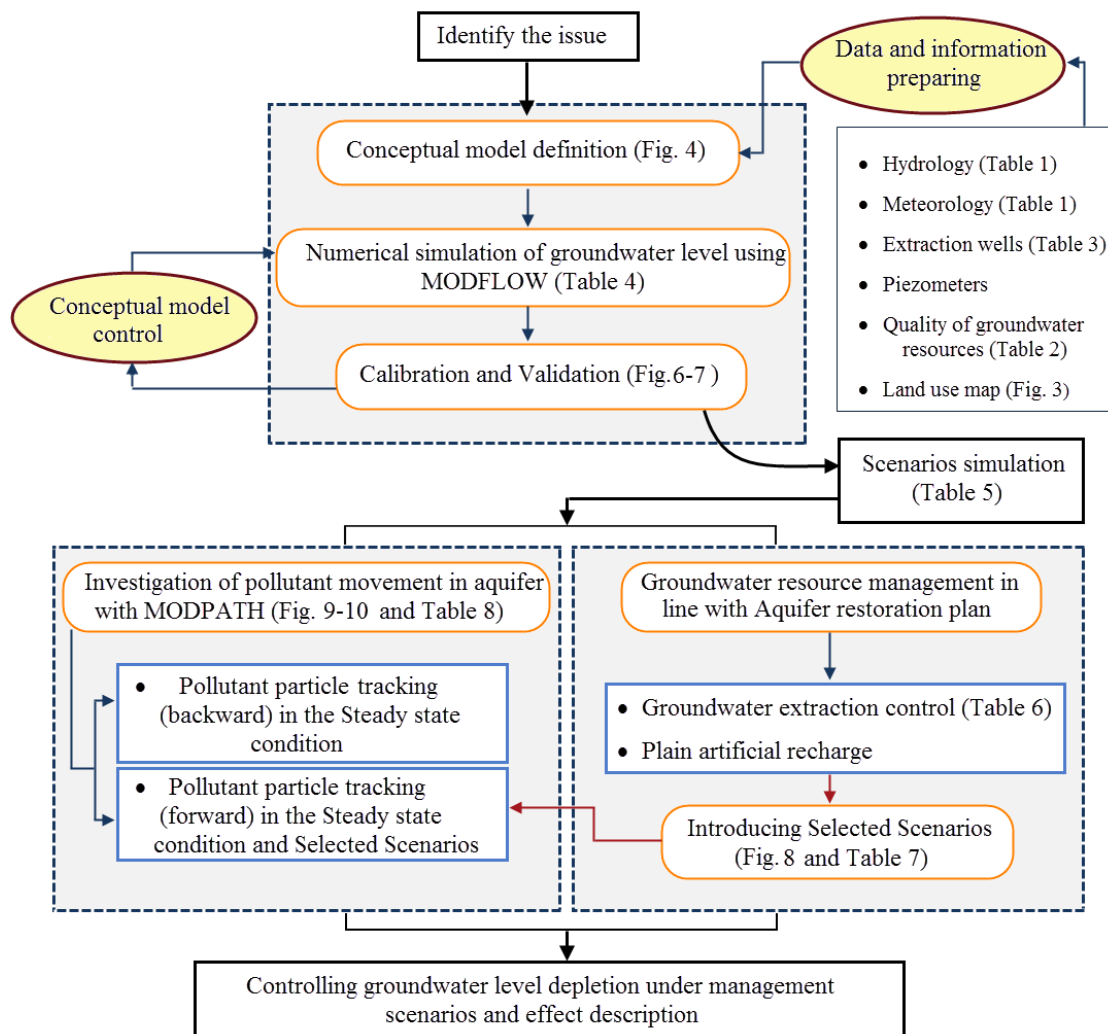 Identify the issue
Data and information
preparing
Conceptual model definition (Fig. 4)
• Hydrology (Table 1)
• Meteorology (Table 1)
• Extraction wells (Table 3)
• Piezometers
• Quality of groundwater
resources (Table 2)
• Land use map (Fig. 3)
Numerical simulation of groundwater level using
MODFLOW (Table 4)
Conceptual model
control
Calibration and Validation (Fig.6-7 )
Scenarios simulation
(Table 5)
Investigation of pollutant movement in aquifer
with MODPATH (Fig. 9-10 and Table 8)
• Pollutant particle tracking
(backward) in the Steady state
condition
• Pollutant particle tracking
(forward) in the Steady state
condition and Selected Scenarios
Groundwater resource management in
line with Aquifer restoration plan
• Groundwater extraction control (Table 6)
• Plain artificial recharge
Introducing Selected Scenarios
(Fig. 8 and Table 7)
Controlling groundwater level depletion under management
scenarios and effect description